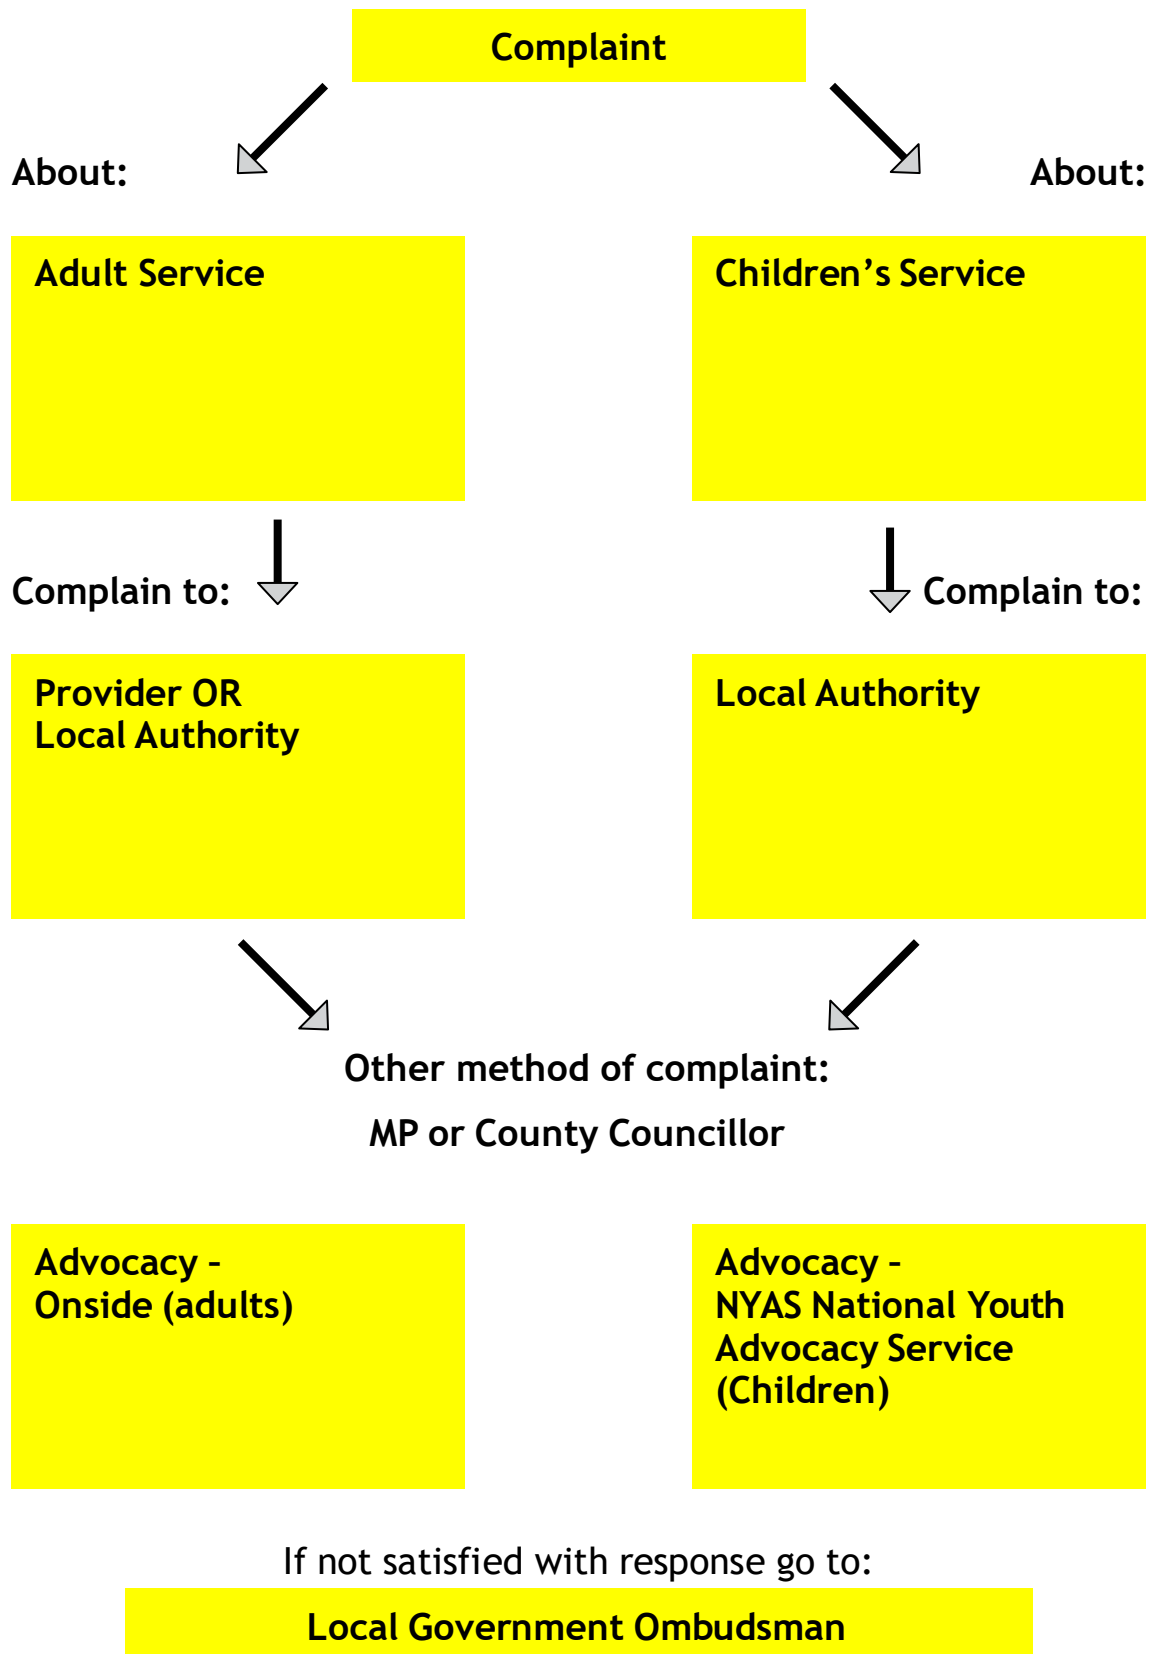 Complaint
About:
About:
Adult Service
Children’s Service
Complain to:
Complain to:
Provider OR
Local Authority
Local Authority
Other method of complaint:
MP or County Councillor
Advocacy –
Onside (adults)
Advocacy –
NYAS National Youth
Advocacy Service
(Children)
If not satisfied with response go to:
Local Government Ombudsman